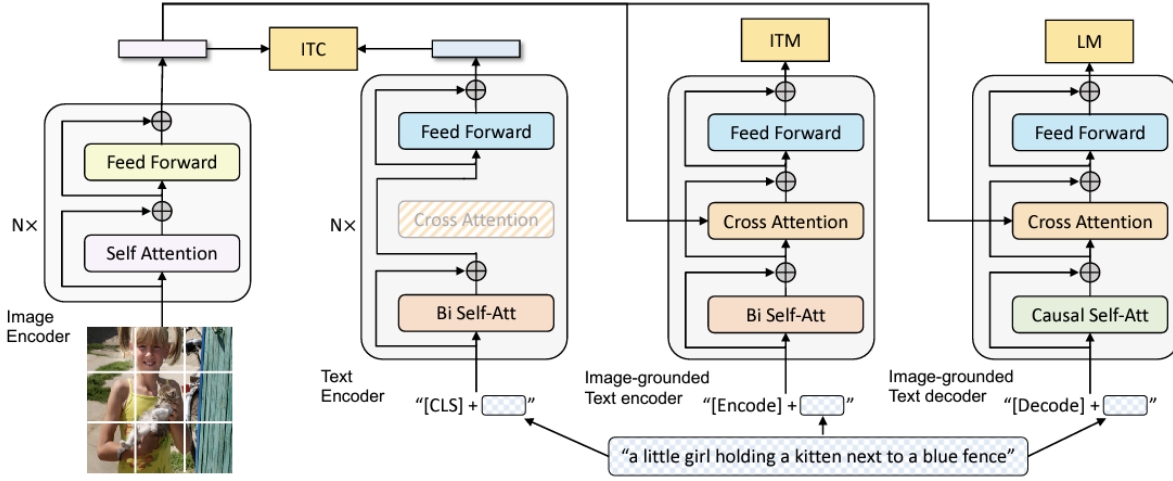 ITC
ITM
LM
Feed Forward
Self Attention
N×
Image
Encoder
Feed Forward
Cross Attention
Bi Self-Att
N×
Text
Encoder
"[CLS] + "
Feed Forward
Cross Attention
Bi Self-Att
Image-grounded
Text encoder
"[Encode] + "
Feed Forward
Cross Attention
Causal Self-Att
Image-grounded
Text decoder
"[Decode] + "
“a little girl holding a kitten next to a blue fence”